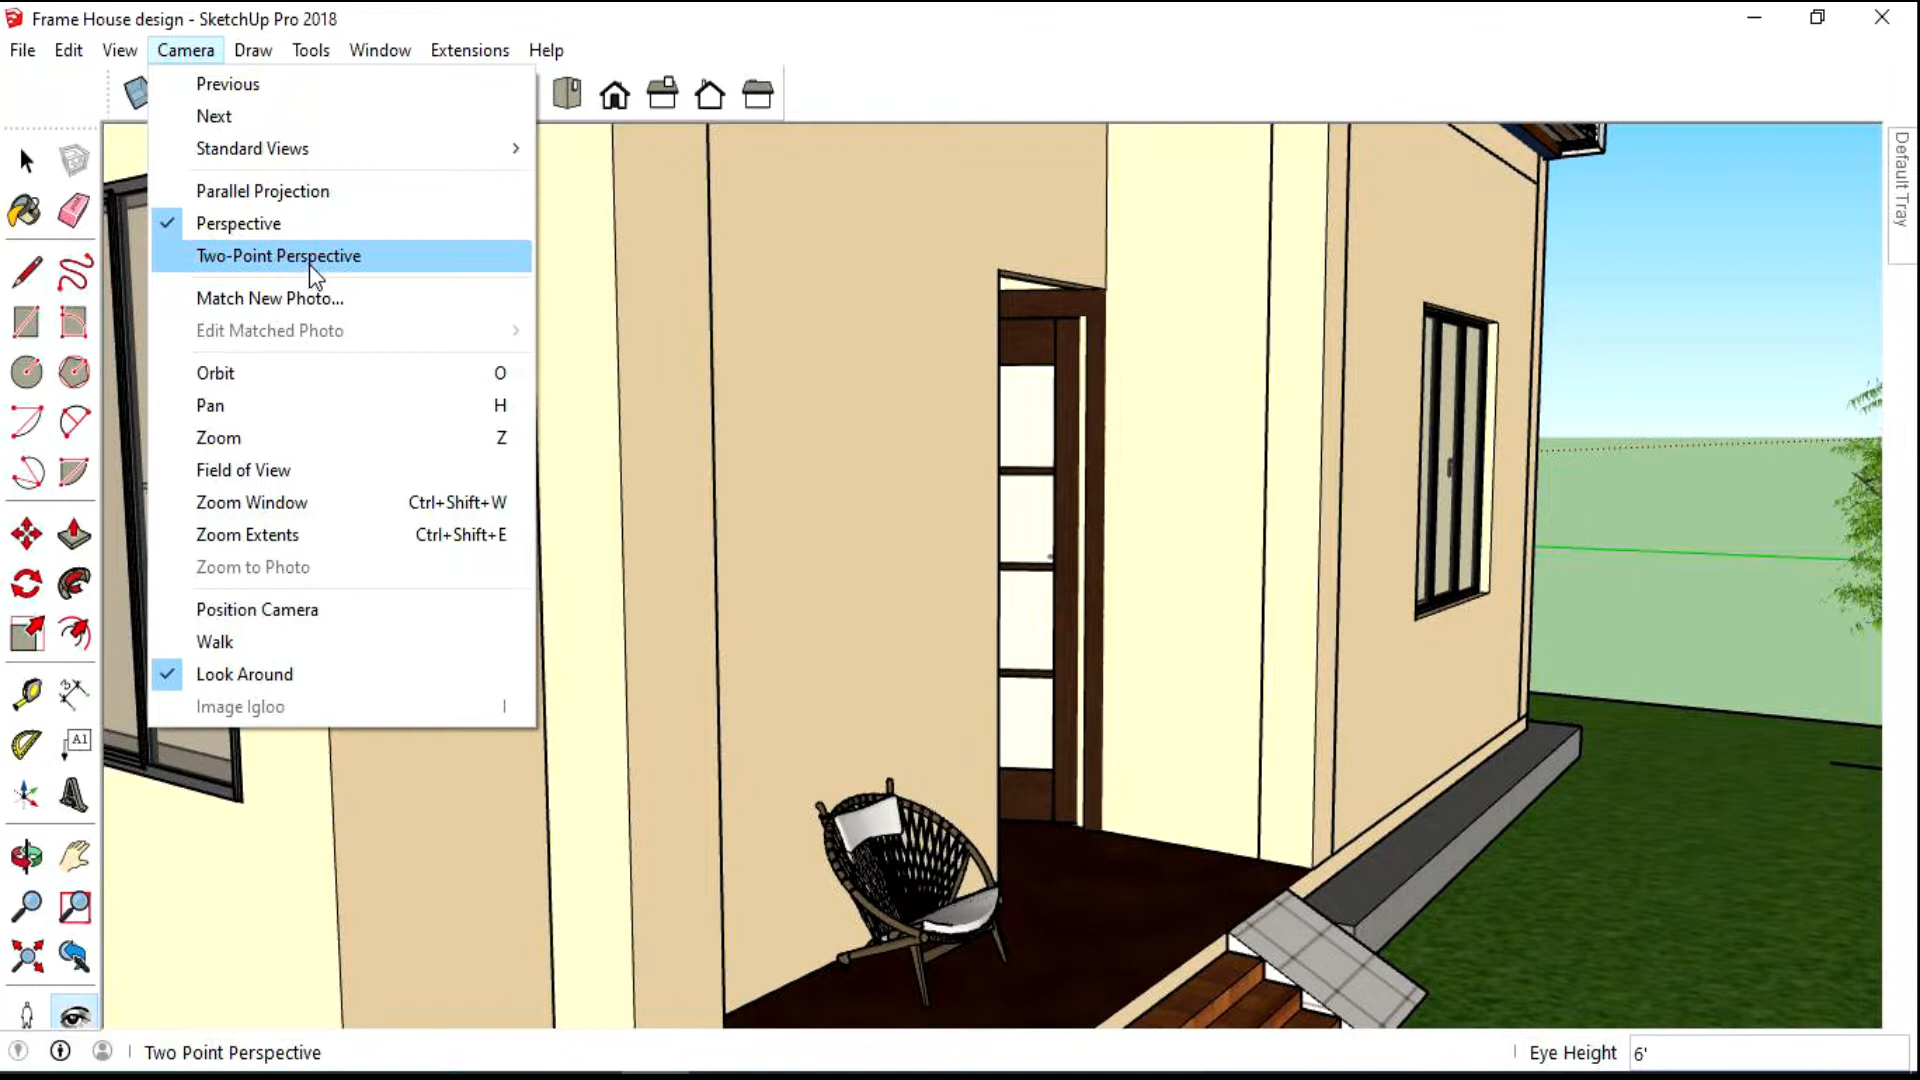 Frame House design - SketchUp Pro 2018
File Edit View Camera Draw Tools Window Extensions Help
Previous
Next
Standard Views
Parallel Projection
Perspective
Two-Point Perspective
Match New Photo...
Edit Matched Photo
Orbit O
Pan H
Zoom Z
Field of View
Zoom Window Ctrl+Shift+W
Zoom Extents Ctrl+Shift+E
Zoom to Photo
Position Camera
Walk
Look Around
Image Igloo I
Default Tray
A1
Two Point Perspective
Eye Height 6'